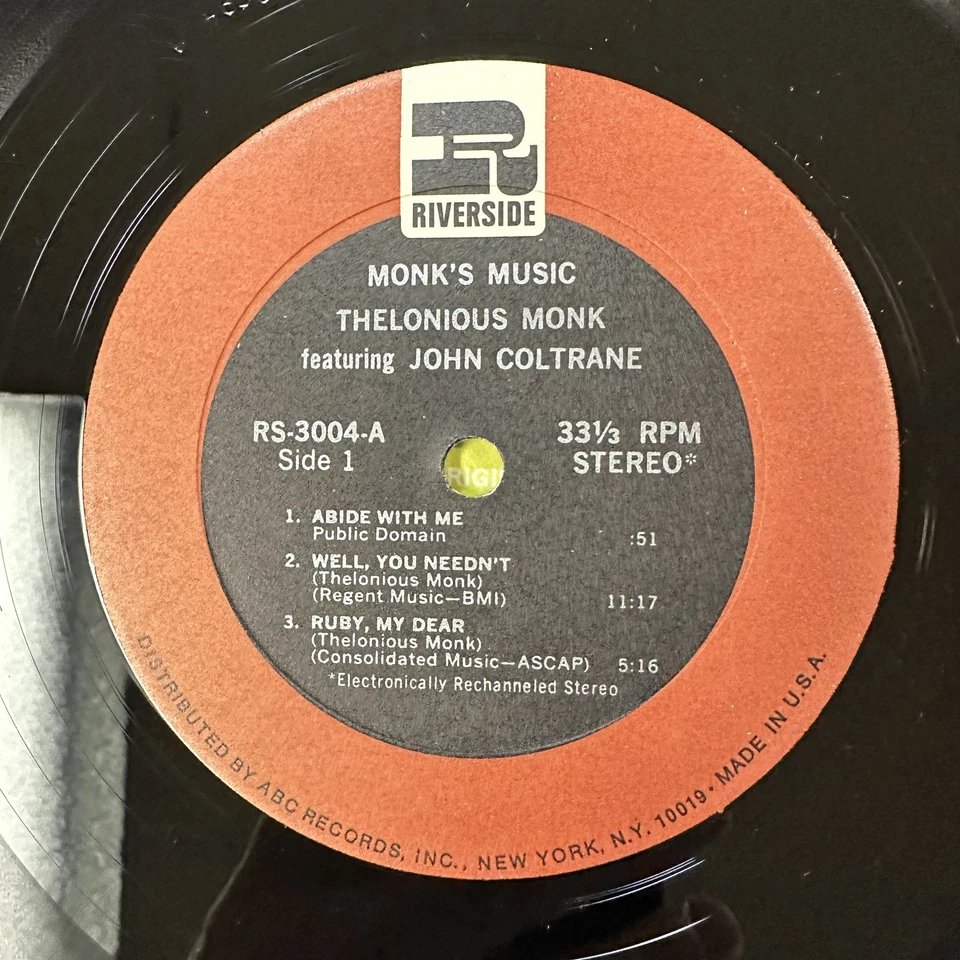 RIVERSIDE
MONK'S MUSIC
THELONIOUS MONK
featuring JOHN COLTRANE
RS-3004-A
Side 1
33⅓ RPM
STEREO*
RIGI
1. ABIDE WITH ME
Public Domain :51
2. WELL, YOU NEEDN'T
(Thelonious Monk)
(Regent Music—BMI) 11:17
3. RUBY, MY DEAR
(Thelonious Monk)
(Consolidated Music—ASCAP) 5:16
*Electronically Rechanneled Stereo
DISTRIBUTED BY ABC RECORDS, INC., NEW YORK, N.Y. 10019 • MADE IN U.S.A.